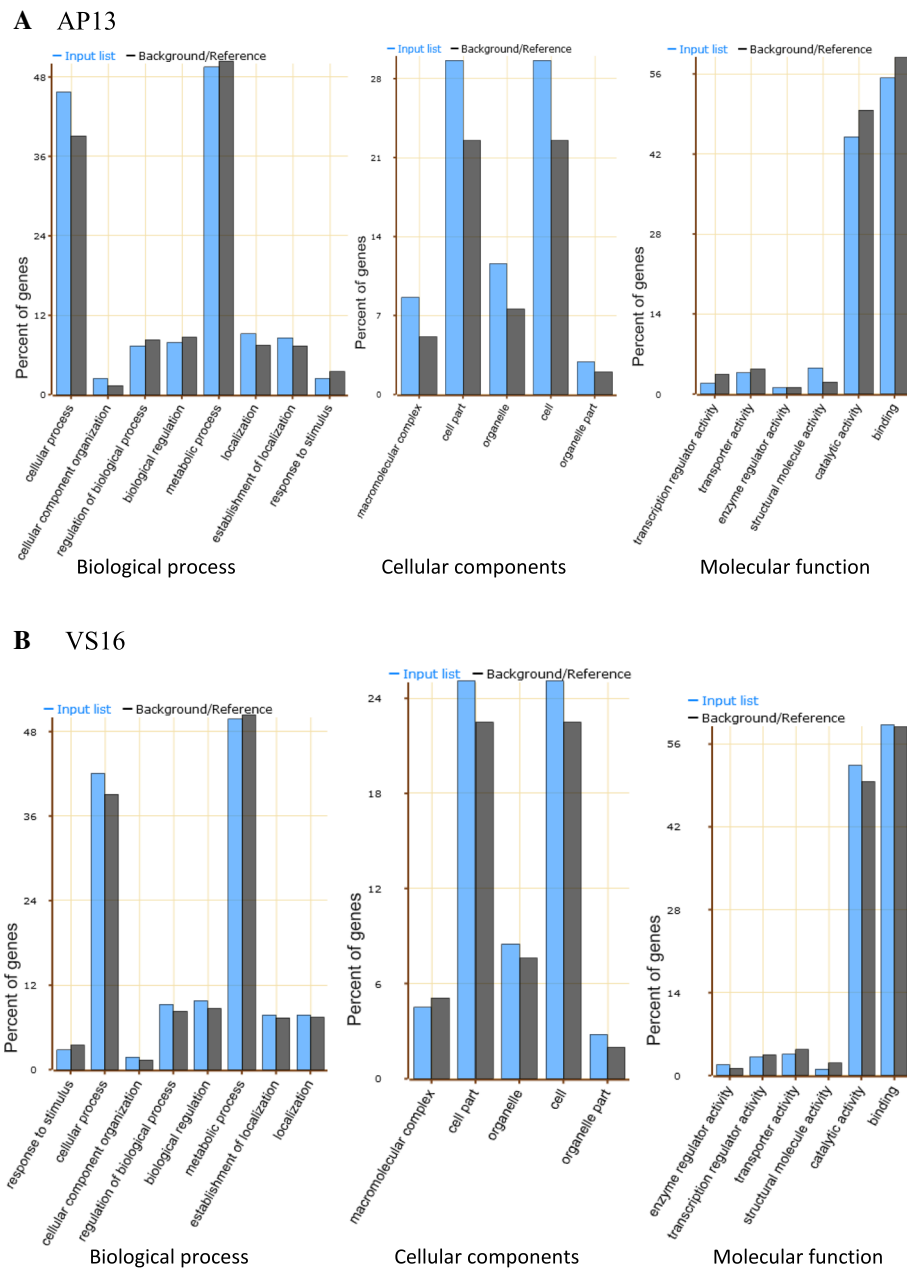 A AP13
Input list Background/Reference
Percent of genes
48
36
24
12
0
cellular process
cellular component organization
regulation of biological process
biological regulation
metabolic process
localization
establishment of localization
response to stimulus
Biological process
Input list Background/Reference
Percent of genes
28
21
14
7
0
macromolecular complex
cell part
organelle
cell
organelle part
Cellular components
Input list Background/Reference
Percent of genes
56
42
28
14
0
transcription regulator activity
transporter activity
enzyme regulator activity
structural molecule activity
catalytic activity
binding
Molecular function
B VS16
Input list Background/Reference
Percent of genes
48
36
24
12
0
response to stimulus
cellular process
cellular component organization
regulation of biological process
biological regulation
metabolic process
establishment of localization
localization
Biological process
Input list Background/Reference
Percent of genes
24
18
12
6
0
macromolecular complex
cell part
organelle
cell
organelle part
Cellular components
Input list
Background/Reference
Percent of genes
56
42
28
14
0
enzyme regulator activity
transcription regulator activity
transporter activity
structural molecule activity
catalytic activity
binding
Molecular function